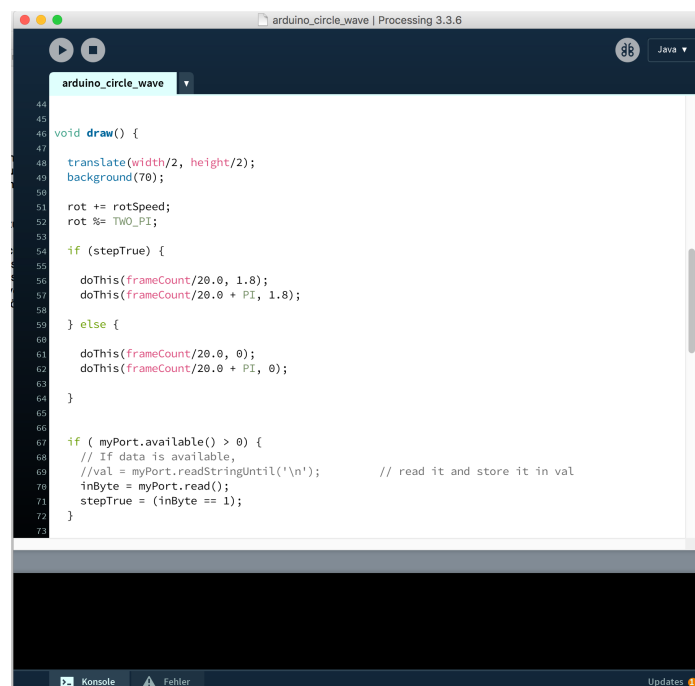 arduino_circle_wave | Processing 3.3.6
Java ▼
arduino_circle_wave ▼
44
45
46 void draw() {
47
48 translate(width/2, height/2);
49 background(70);
50
51 rot += rotSpeed;
52 rot %= TWO_PI;
53
54 if (stepTrue) {
55
56 doThis(frameCount/20.0, 1.8);
57 doThis(frameCount/20.0 + PI, 1.8);
58
59 } else {
60
61 doThis(frameCount/20.0, 0);
62 doThis(frameCount/20.0 + PI, 0);
63
64 }
65
66
67 if ( myPort.available() > 0) {
68 // If data is available,
69 //val = myPort.readStringUntil('\n'); // read it and store it in val
70 inByte = myPort.read();
71 stepTrue = (inByte == 1);
72 }
73
Konsole Fehler Updates